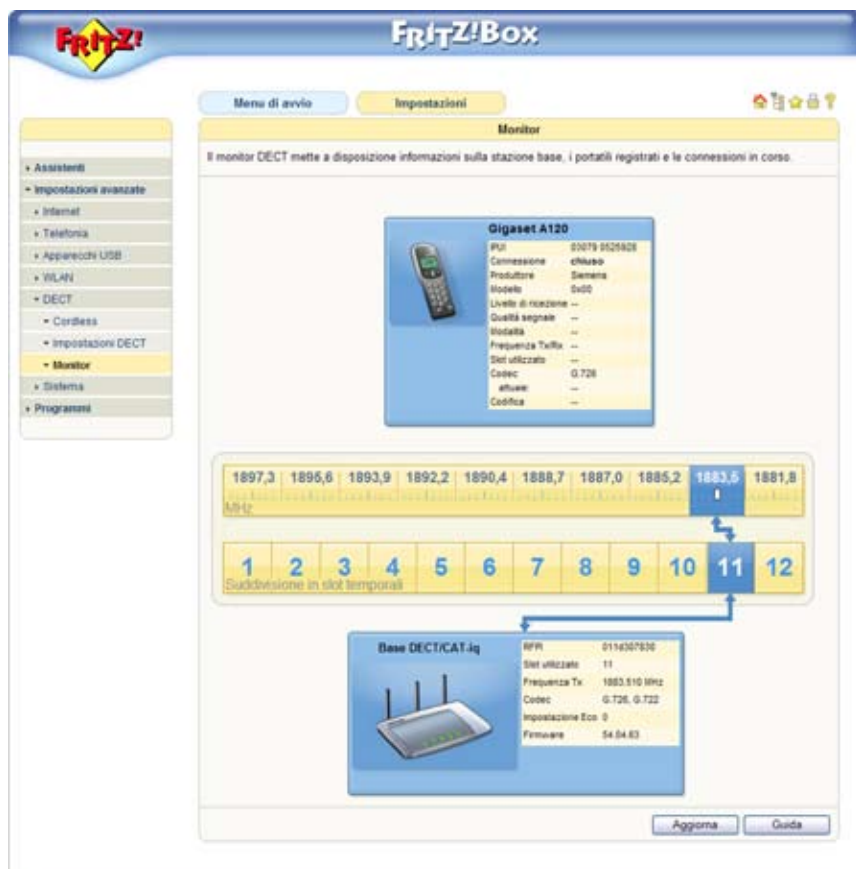 FRITZ!
FRITZ!Box
Menu di avvio
Impostazioni
Monitor
Il monitor DECT mette a disposizione informazioni sulla stazione base, i portatili registrati e le connessioni in corso.
Assistenti
Impostazioni avanzate
Internet
Telefonia
Apparecchi USB
WLAN
DECT
Cordless
Impostazioni DECT
Monitor
Sistema
Programmi
Gigaset A120
IPUI 03079 0525928
Connessione chiuso
Produttore Siemens
Modello 0x00
Livello di ricezione --
Qualità segnale --
Modalità --
Frequenza Tx/Rx --
Slot utilizzato --
Codec G.726
attuale: --
Codifica --
1897,3 1895,6 1893,9 1892,2 1890,4 1888,7 1887,0 1885,2 1883,5 1881,8
MHz
1 2 3 4 5 6 7 8 9 10 11 12
Suddivisione in slot temporali
Base DECT/CAT-iq
RFPI 011d307830
Slot utilizzato 11
Frequenza Tx 1883.510 MHz
Codec G.726, G.722
Impostazione Eco 0
Firmware 54.04.63
Aggiorna
Guida